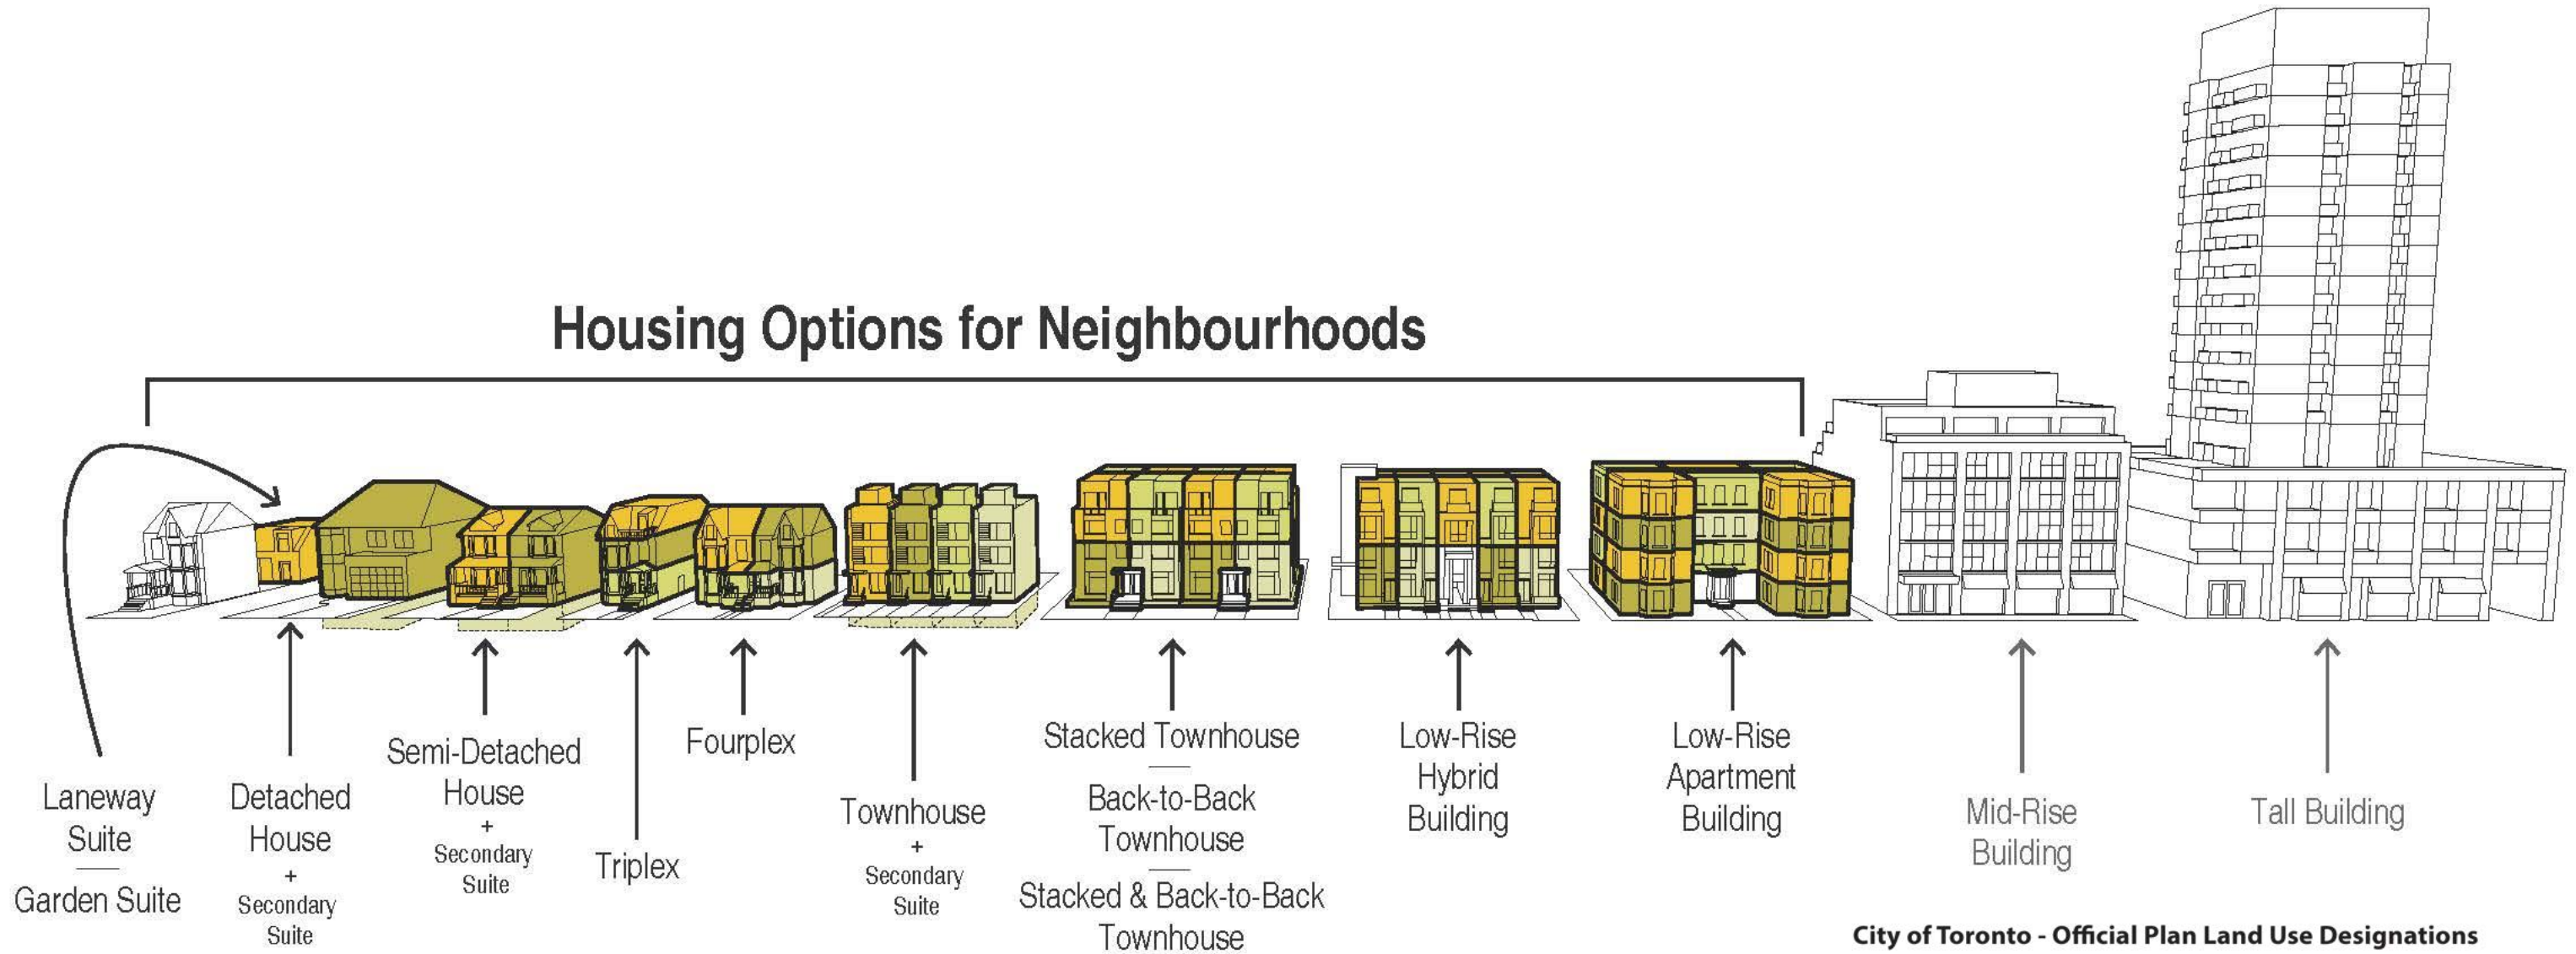 Housing Options for Neighbourhoods
Laneway
Suite
Garden Suite
Detached
House
+
Secondary
Suite
Semi-Detached
House
+
Secondary
Suite
Triplex
Fourplex
Townhouse
+
Secondary
Suite
Stacked Townhouse
Back-to-Back
Townhouse
Stacked & Back-to-Back
Townhouse
Low-Rise
Hybrid
Building
Low-Rise
Apartment
Building
Mid-Rise
Building
Tall Building
City of Toronto - Official Plan Land Use Designations